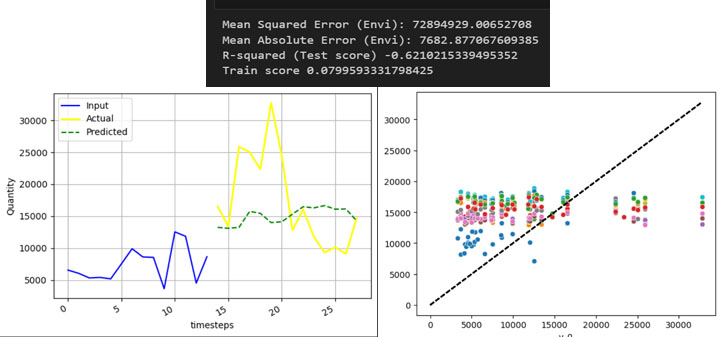 Mean Squared Error (Envi): 72894929.00652708
Mean Absolute Error (Envi): 7682.877067609385
R-squared (Test score) -0.6210215339495352
Train score 0.0799593331798425
Input
Actual
Predicted
30000
25000
20000
15000
10000
5000
Quantity
0 5 10 15 20 25
timesteps
30000
25000
20000
15000
10000
5000
0
0 5000 10000 15000 20000 25000 30000